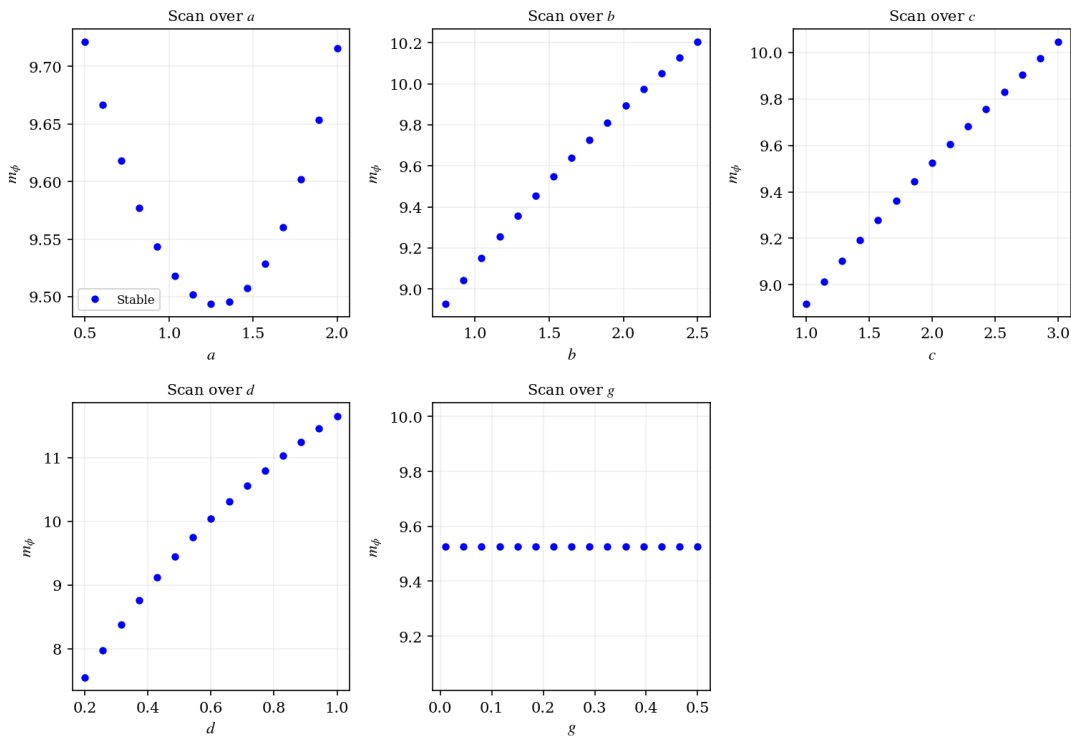 Scan over a
9.70
9.65
9.60
9.55
9.50
mϕ
Stable
0.5 1.0 1.5 2.0
a
Scan over b
10.2
10.0
9.8
9.6
9.4
9.2
9.0
mϕ
1.0 1.5 2.0 2.5
b
Scan over c
10.0
9.8
9.6
9.4
9.2
9.0
mϕ
1.0 1.5 2.0 2.5 3.0
c
Scan over d
11
10
9
8
mϕ
0.2 0.4 0.6 0.8 1.0
d
Scan over g
10.0
9.8
9.6
9.4
9.2
mϕ
0.0 0.1 0.2 0.3 0.4 0.5
g